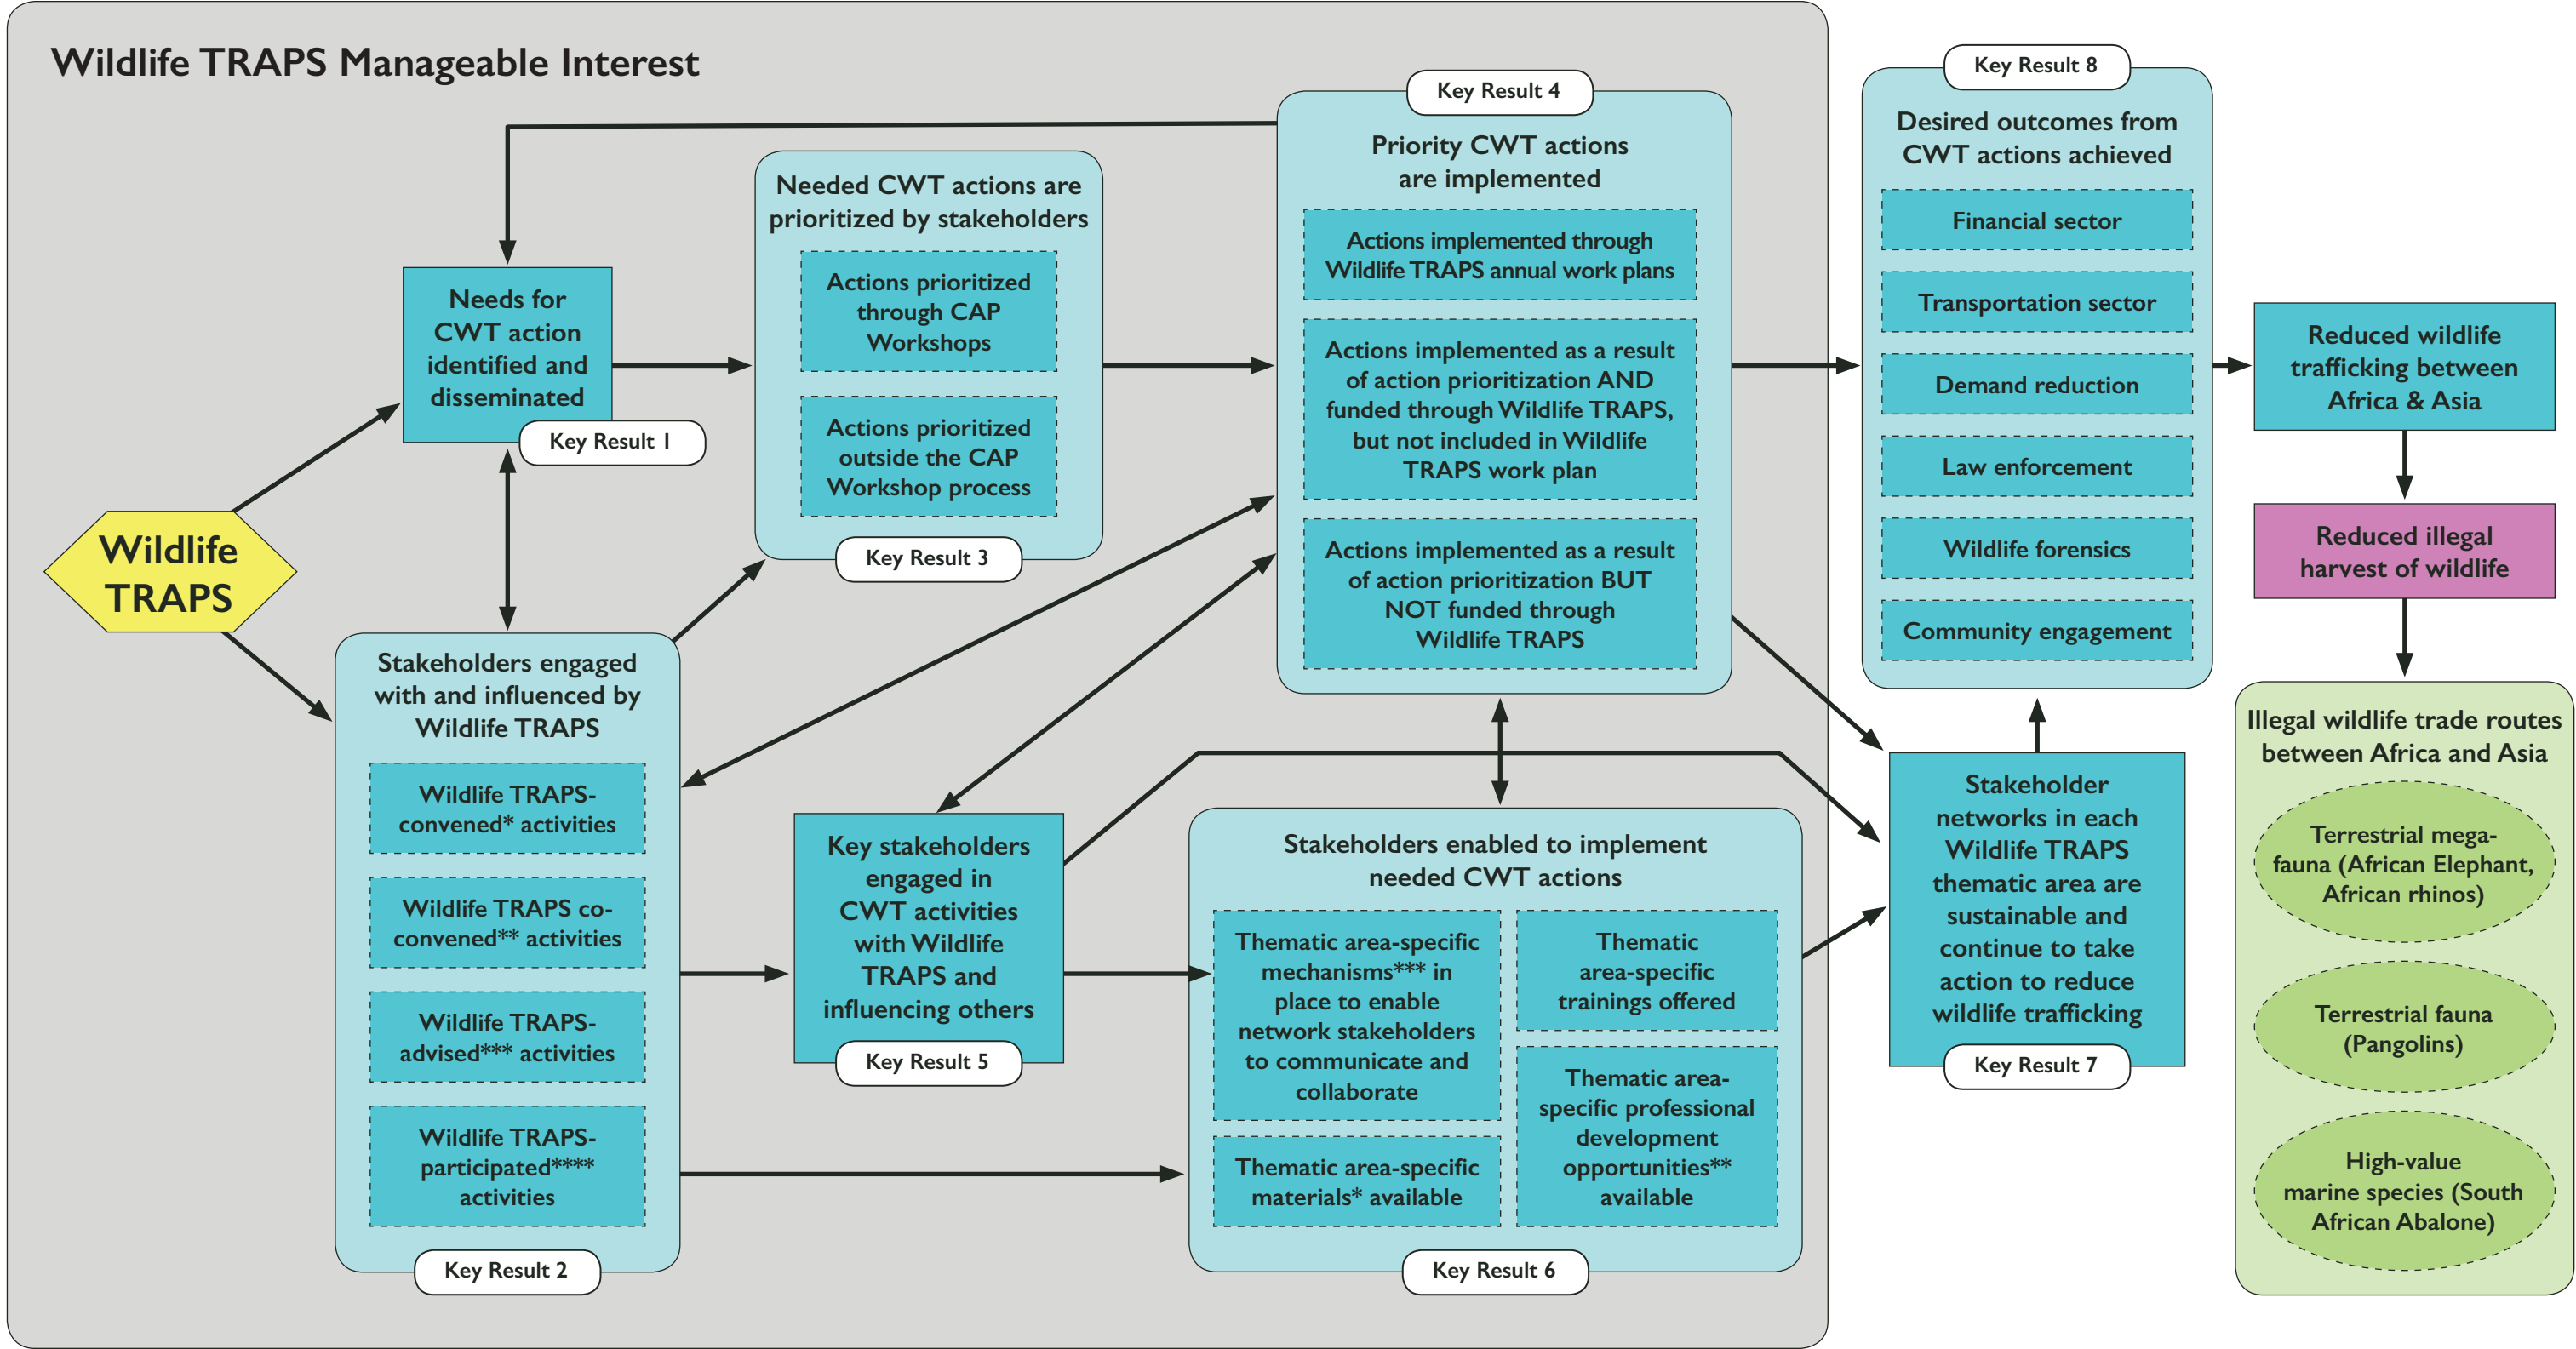 Wildlife TRAPS Manageable Interest
Wildlife
TRAPS
Needs for
CWT action
identified and
disseminated
Key Result 1
Stakeholders engaged
with and influenced by
Wildlife TRAPS
Wildlife TRAPS-
convened* activities
Wildlife TRAPS co-
convened** activities
Wildlife TRAPS-
advised*** activities
Wildlife TRAPS-
participated****
activities
Key Result 2
Needed CWT actions are
prioritized by stakeholders
Actions prioritized
through CAP
Workshops
Actions prioritized
outside the CAP
Workshop process
Key Result 3
Key Result 4
Priority CWT actions
are implemented
Actions implemented through
Wildlife TRAPS annual work plans
Actions implemented as a result
of action prioritization AND
funded through Wildlife TRAPS,
but not included in Wildlife
TRAPS work plan
Actions implemented as a result
of action prioritization BUT
NOT funded through
Wildlife TRAPS
Key stakeholders
engaged in
CWT activities
with Wildlife
TRAPS and
influencing others
Key Result 5
Stakeholders enabled to implement
needed CWT actions
Thematic area-specific
mechanisms*** in
place to enable
network stakeholders
to communicate and
collaborate
Thematic area-specific
materials* available
Thematic
area-specific
trainings offered
Thematic area-
specific professional
development
opportunities**
available
Key Result 6
Stakeholder
networks in each
Wildlife TRAPS
thematic area are
sustainable and
continue to take
action to reduce
wildlife trafficking
Key Result 7
Key Result 8
Desired outcomes from
CWT actions achieved
Financial sector
Transportation sector
Demand reduction
Law enforcement
Wildlife forensics
Community engagement
Reduced wildlife
trafficking between
Africa & Asia
Reduced illegal
harvest of wildlife
Illegal wildlife trade routes
between Africa and Asia
Terrestrial mega-
fauna (African Elephant,
African rhinos)
Terrestrial fauna
(Pangolins)
High-value
marine species (South
African Abalone)